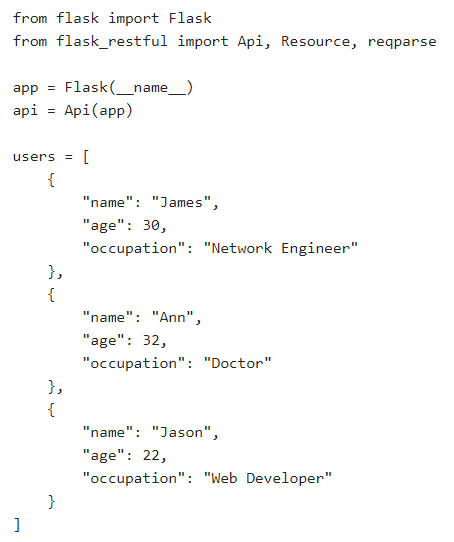 from flask import Flask
from flask_restful import Api, Resource, reqparse

app = Flask(__name__)
api = Api(app)

users = [
    {
        "name": "James",
        "age": 30,
        "occupation": "Network Engineer"
    },
    {
        "name": "Ann",
        "age": 32,
        "occupation": "Doctor"
    },
    {
        "name": "Jason",
        "age": 22,
        "occupation": "Web Developer"
    }
]